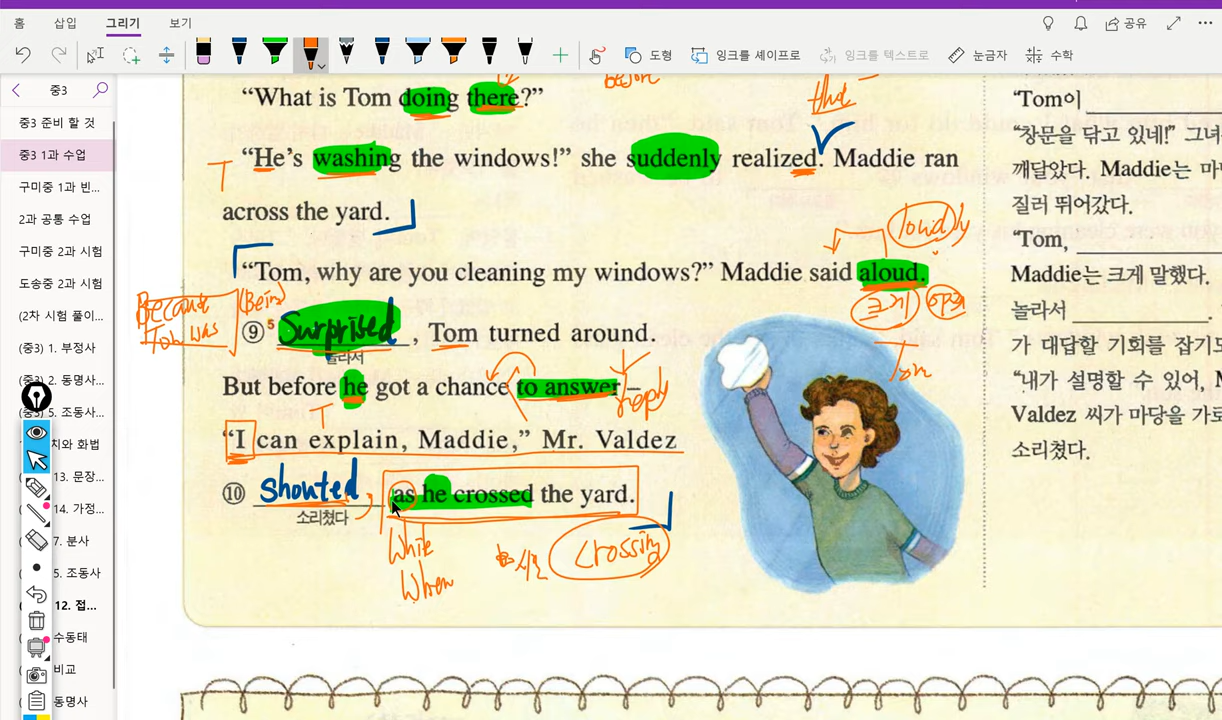 홈 삽입 그리기 보기
공유
도형 잉크를 셰이프로 잉크를 텍스트로 눈금자 수학
중3
중3 준비 할 것
중3 1과 수업
구미중 1과 빈...
2과 공통 수업
구미중 2과 시험
도송중 2과 시험
(2차 시험 풀이...
(중3) 1. 부정사
(중3) 2. 동명사...
(중3) 5. 조동사...
치와 화법
13. 문장...
14. 가정...
7. 분사
5. 조동사
12. 접...
수동태
비교
동명사
before
“What is Tom doing there?”
that
“He’s washing the windows!” she suddenly realized. Maddie ran
across the yard.
loudly
“Tom, why are you cleaning my windows?” Maddie said aloud.
크게
Because
Tom was
(Being)
⑨ Surprised, Tom turned around.
놀라서
But before he got a chance to answer –
reply
Tom
“I can explain, Maddie,” Mr. Valdez
⑩ shouted, as he crossed the yard.
소리쳤다
While
When
crossing
“Tom이
“창문을 닦고 있네!” 그녀
깨달았다. Maddie는 마
질러 뛰어갔다.
“Tom,
Maddie는 크게 말했다.
놀라서
가 대답할 기회를 잡기도
“내가 설명할 수 있어, M
Valdez 씨가 마당을 가로
소리쳤다.